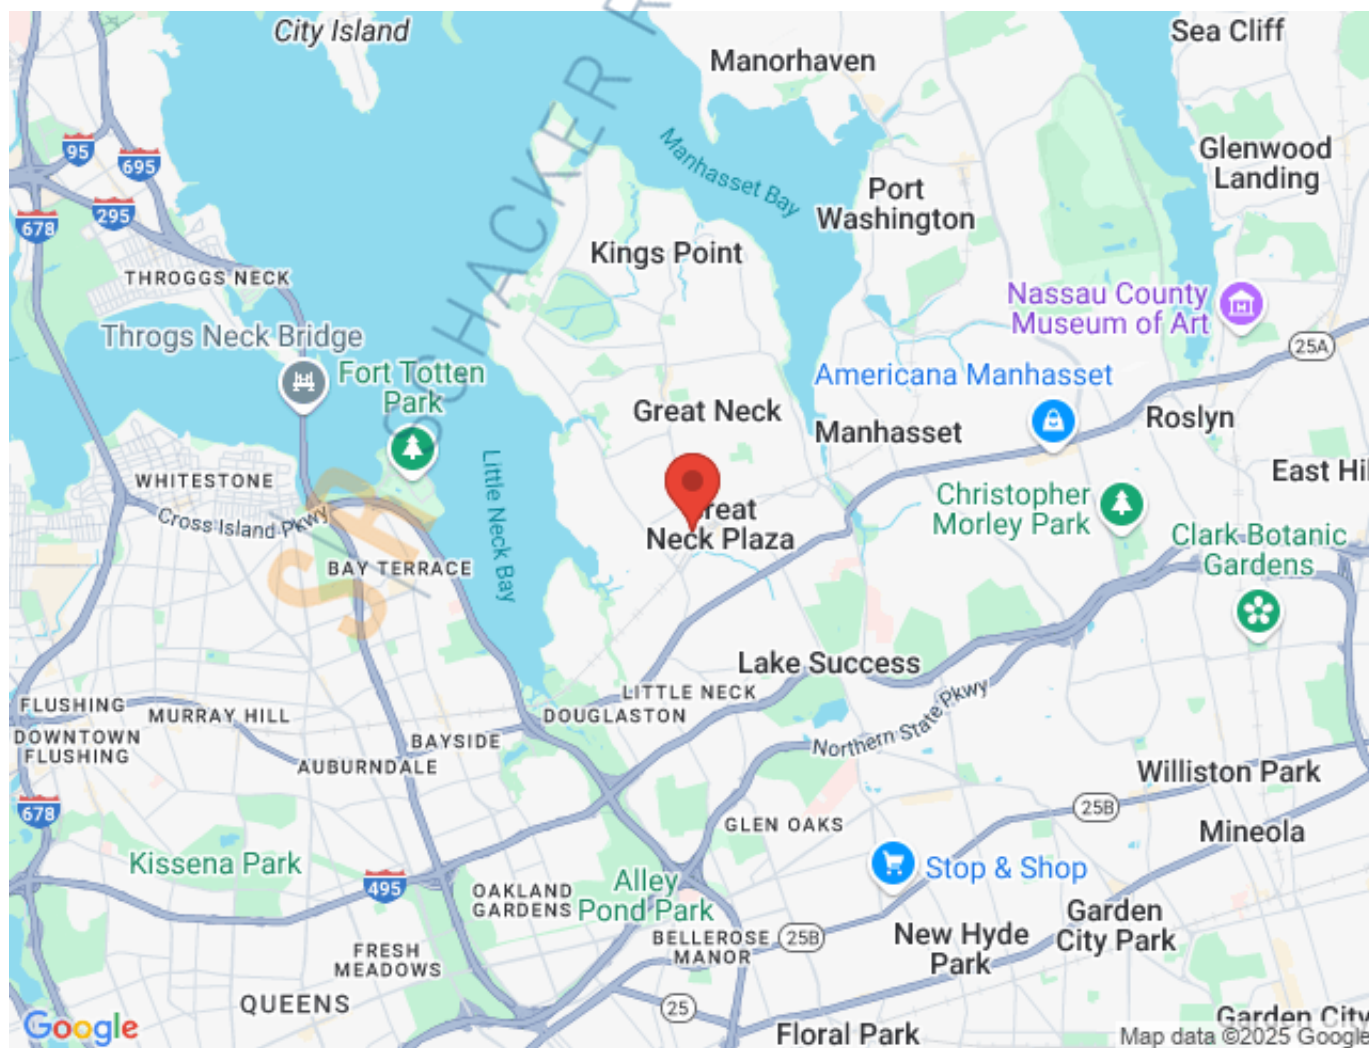 City Island
Sea Cliff
Manorhaven
SCHACKER R
95
695
Glenwood
Landing
Manhasset Bay
295
678
Port
Washington
Kings Point
THROGGS NECK
Nassau County
Museum of Art
Throgs Neck Bridge
25A
Fort Totten
Park
Americana Manhasset
Great Neck
Roslyn
Manhasset
Little Neck Bay
WHITESTONE
East Hil
Christopher
Morley Park
Great
Neck Plaza
Cross Island Pkwy
Clark Botanic
Gardens
BAY TERRACE
Lake Success
LITTLE NECK
FLUSHING
MURRAY HILL
DOUGLASTON
Northern State Pkwy
DOWNTOWN
FLUSHING
BAYSIDE
AUBURNDALE
Williston Park
678
25B
GLEN OAKS
Mineola
Kissena Park
495
Stop & Shop
OAKLAND
GARDENS
Alley
Pond Park
Garden
City Park
BELLEROSE
MANOR
25B
New Hyde
Park
FRESH
MEADOWS
QUEENS
25
Google
Floral Park
Garden City
Map data ©2025 Google